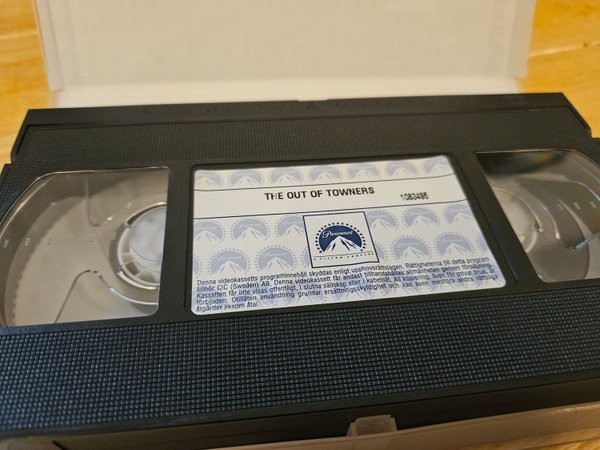 THE OUT OF TOWNERS 1063495
Paramount
Denna videokassetts programinnehåll skyddas enligt upphovsrättslagen. Rättigheterna till detta program
tillhör CIC (Sweden) AB. Denna videokassett får endast tillhandahållas allmänheten genom försäljning.
Kassetten får inte visas offentligt, i slutna sällskap eller i kabelnät. All kopiering, även för privat bruk, är
förbjuden. Otillåten användning grundar ersättningsskyldighet och kan även medföra andra rättsliga
åtgärder liksom åtal.